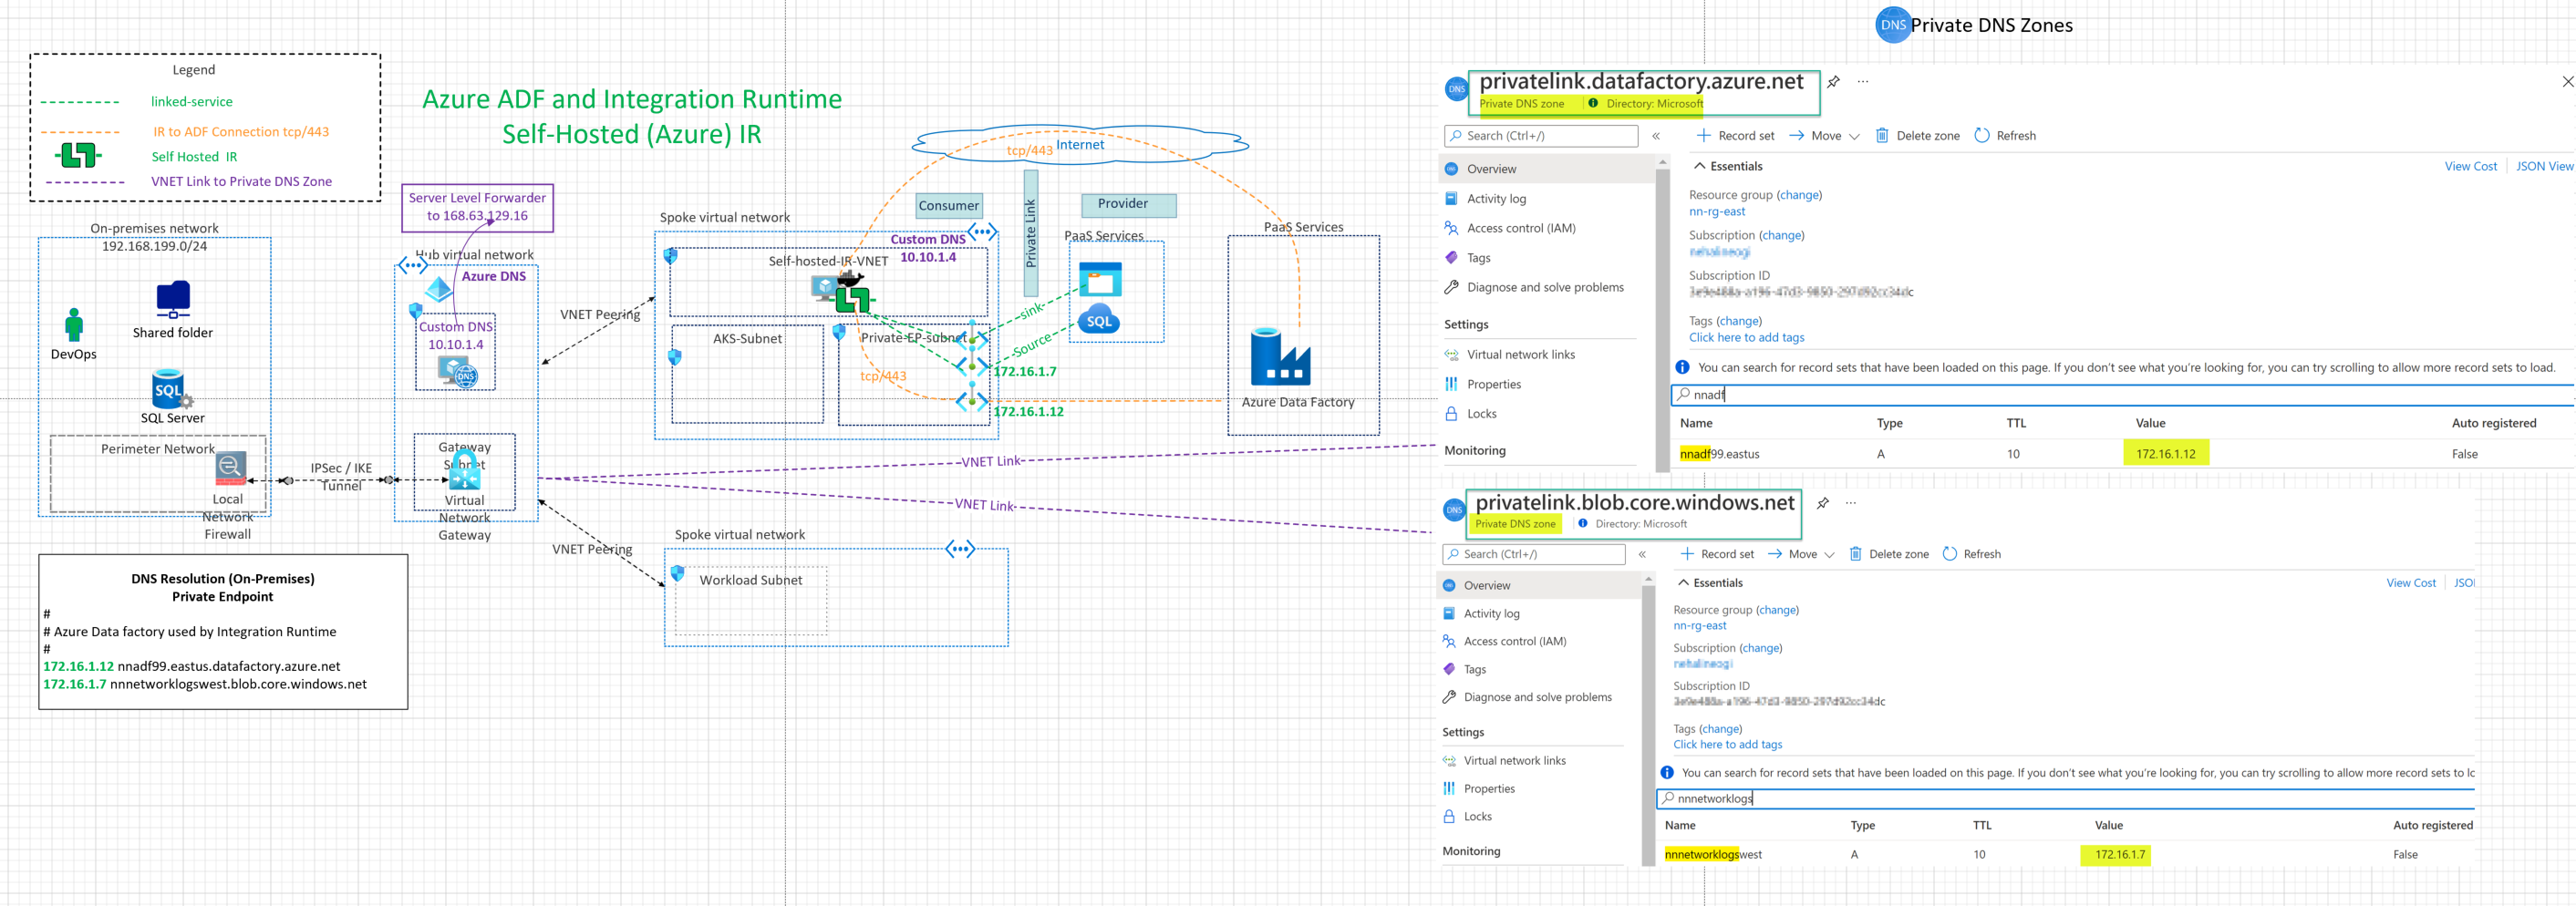 Private DNS Zones
Legend
linked-service
IR to ADF Connection tcp/443
Self Hosted IR
VNET Link to Private DNS Zone
Azure ADF and Integration Runtime
Self-Hosted (Azure) IR
Server Level Forwarder
to 168.63.129.16
On-premises network
192.168.199.0/24
DevOps
Shared folder
SQL
SQL Server
Perimeter Network
Local
Network
Firewall
IPSec / IKE
Tunnel
Hub virtual network
Azure DNS
Custom DNS
10.10.1.4
DNS
Gateway
Subnet
Virtual
Network
Gateway
VNET Peering
VNET Peering
Spoke virtual network
Custom DNS
10.10.1.4
Self-hosted-IR-VNET
AKS-Subnet
Private-EP-subnet
tcp/443
172.16.1.7
172.16.1.12
Consumer
Private Link
Provider
tcp/443
Internet
PaaS Services
SQL
sink
Source
PaaS Services
Azure Data Factory
VNET Link
VNET Link
Spoke virtual network
Workload Subnet
DNS Resolution (On-Premises)
Private Endpoint
#
# Azure Data factory used by Integration Runtime
#
172.16.1.12 nnadf99.eastus.datafactory.azure.net
172.16.1.7 nnnetworklogswest.blob.core.windows.net
DNS
DNS
privatelink.datafactory.azure.net
Private DNS zone
Directory: Microsoft
Search (Ctrl+/)
«
Record set
Move
Delete zone
Refresh
Overview
Activity log
Access control (IAM)
Tags
Diagnose and solve problems
Settings
Virtual network links
Properties
Locks
Monitoring
Essentials
View Cost
JSON View
Resource group (change)
nn-rg-east
Subscription (change)
Subscription ID
Tags (change)
Click here to add tags
You can search for record sets that have been loaded on this page. If you don't see what you're looking for, you can try scrolling to allow more record sets to load.
nnadf
Name Type TTL Value Auto registered
nnadf99.eastus A 10 172.16.1.12 False
DNS
privatelink.blob.core.windows.net
Private DNS zone
Directory: Microsoft
Search (Ctrl+/)
«
Record set
Move
Delete zone
Refresh
Overview
Activity log
Access control (IAM)
Tags
Diagnose and solve problems
Settings
Virtual network links
Properties
Locks
Monitoring
Essentials
View Cost
JSO
Resource group (change)
nn-rg-east
Subscription (change)
Subscription ID
Tags (change)
Click here to add tags
You can search for record sets that have been loaded on this page. If you don't see what you're looking for, you can try scrolling to allow more record sets to lo
nnnetworklogs
Name Type TTL Value Auto registered
nnnetworklogswest A 10 172.16.1.7 False